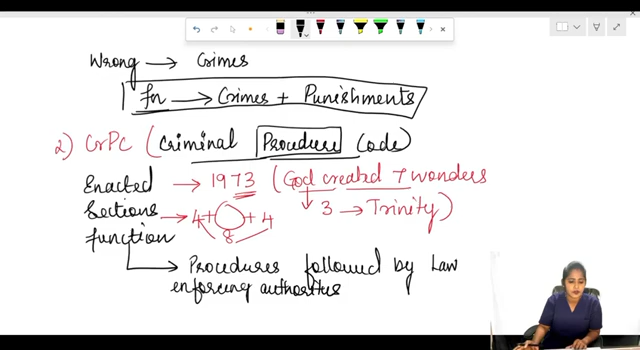 Wrong → Crimes
Fn → Crimes + Punishments
2) CrPC (Criminal Procedure Code)
Enacted → 1973 (God created 7 wonders
↓ 3 → Trinity)
Sections → 4 + ◯ + 4
8
function
→ Procedures followed by Law
enforcing authorities